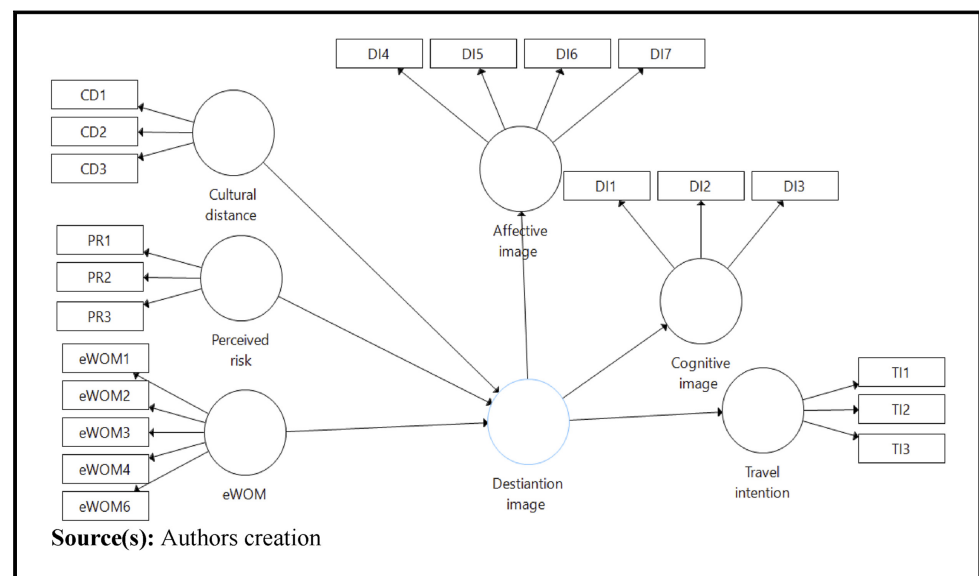 DI4 DI5 DI6 DI7
CD1
CD2
CD3
Cultural
distance
Affective
image
DI1 DI2 DI3
PR1
PR2
PR3
Perceived
risk
Cognitive
image
eWOM1
eWOM2
eWOM3
eWOM4
eWOM6
eWOM
Destiantion
image
TI1
TI2
TI3
Travel
intention
Source(s): Authors creation